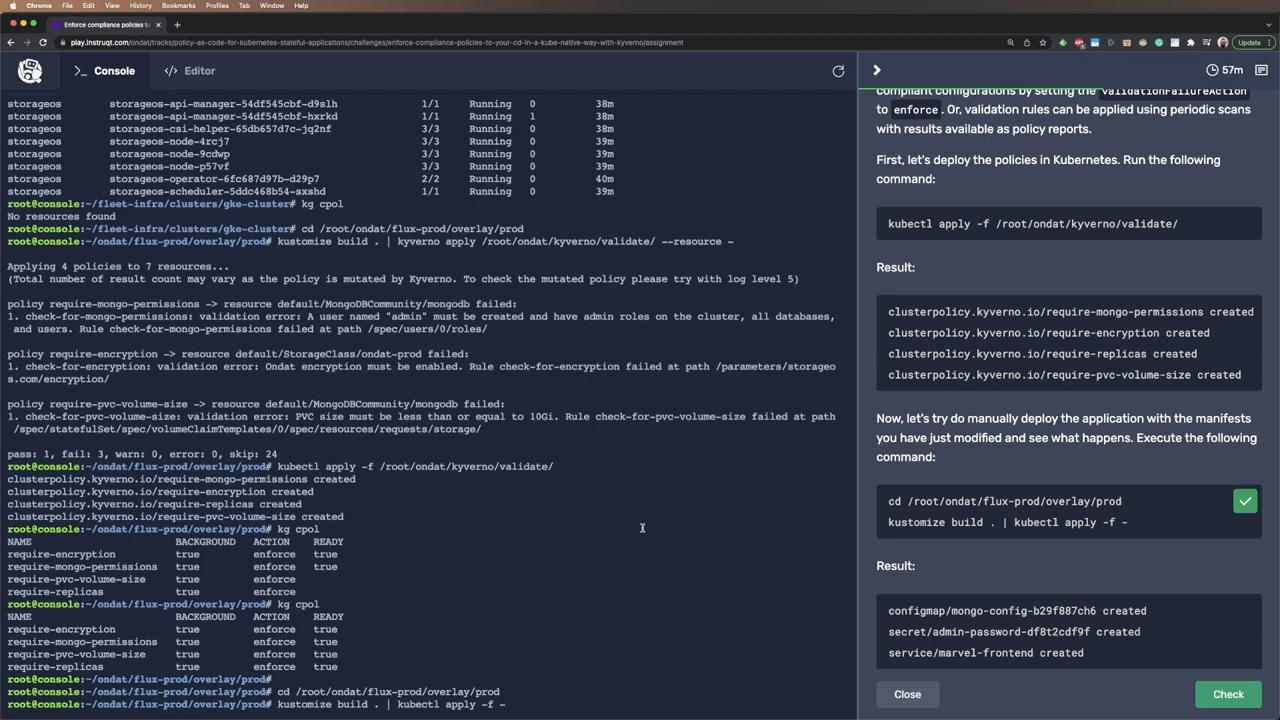 Chrome File Edit View History Bookmarks Profiles Tab Window Help
Enforce compliance policies to
play.instruqt.com/ondat/tracks/policy-as-code-for-kubernetes-stateful-applications/challenges/enforce-compliance-policies-to-your-cd-in-a-kube-native-way-with-kyverno/assignment
Update
>_ Console </> Editor
storageos storageos-api-manager-54df545cbf-d9slh 1/1 Running 0 38m
storageos storageos-api-manager-54df545cbf-hxrkd 1/1 Running 1 38m
storageos storageos-csi-helper-65db657d7c-jq2nf 3/3 Running 0 38m
storageos storageos-node-4rcj7 3/3 Running 0 39m
storageos storageos-node-9cdwp 3/3 Running 0 39m
storageos storageos-node-p57vf 3/3 Running 0 39m
storageos storageos-operator-6fc687d97b-d29p7 2/2 Running 0 40m
storageos storageos-scheduler-5ddc468b54-sxshd 1/1 Running 0 39m
root@console:~/fleet-infra/clusters/gke-cluster# kg cpol
No resources found
root@console:~/fleet-infra/clusters/gke-cluster# cd /root/ondat/flux-prod/overlay/prod
root@console:~/ondat/flux-prod/overlay/prod# kustomize build . | kyverno apply /root/ondat/kyverno/validate/ --resource -
Applying 4 policies to 7 resources...
(Total number of result count may vary as the policy is mutated by Kyverno. To check the mutated policy please try with log level 5)
policy require-mongo-permissions -> resource default/MongoDBCommunity/mongodb failed:
1. check-for-mongo-permissions: validation error: A user named "admin" must be created and have admin roles on the cluster, all databases,
and users. Rule check-for-mongo-permissions failed at path /spec/users/0/roles/
policy require-encryption -> resource default/StorageClass/ondat-prod failed:
1. check-for-encryption: validation error: Ondat encryption must be enabled. Rule check-for-encryption failed at path /parameters/storageo
s.com/encryption/
policy require-pvc-volume-size -> resource default/MongoDBCommunity/mongodb failed:
1. check-for-pvc-volume-size: validation error: PVC size must be less than or equal to 10Gi. Rule check-for-pvc-volume-size failed at path
/spec/statefulSet/spec/volumeClaimTemplates/0/spec/resources/requests/storage/
pass: 1, fail: 3, warn: 0, error: 0, skip: 24
root@console:~/ondat/flux-prod/overlay/prod# kubectl apply -f /root/ondat/kyverno/validate/
clusterpolicy.kyverno.io/require-mongo-permissions created
clusterpolicy.kyverno.io/require-encryption created
clusterpolicy.kyverno.io/require-replicas created
clusterpolicy.kyverno.io/require-pvc-volume-size created
root@console:~/ondat/flux-prod/overlay/prod# kg cpol
NAME BACKGROUND ACTION READY
require-encryption true enforce true
require-mongo-permissions true enforce true
require-pvc-volume-size true enforce
require-replicas true enforce
root@console:~/ondat/flux-prod/overlay/prod# kg cpol
NAME BACKGROUND ACTION READY
require-encryption true enforce true
require-mongo-permissions true enforce true
require-pvc-volume-size true enforce true
require-replicas true enforce true
root@console:~/ondat/flux-prod/overlay/prod#
root@console:~/ondat/flux-prod/overlay/prod# cd /root/ondat/flux-prod/overlay/prod
root@console:~/ondat/flux-prod/overlay/prod# kustomize build . | kubectl apply -f -
57m
compliant configurations by setting the validationFailureAction
to enforce. Or, validation rules can be applied using periodic scans
with results available as policy reports.
First, let's deploy the policies in Kubernetes. Run the following
command:
kubectl apply -f /root/ondat/kyverno/validate/
Result:
clusterpolicy.kyverno.io/require-mongo-permissions created
clusterpolicy.kyverno.io/require-encryption created
clusterpolicy.kyverno.io/require-replicas created
clusterpolicy.kyverno.io/require-pvc-volume-size created
Now, let's try do manually deploy the application with the manifests
you have just modified and see what happens. Execute the following
command:
cd /root/ondat/flux-prod/overlay/prod
kustomize build . | kubectl apply -f -
Result:
configmap/mongo-config-b29f887ch6 created
secret/admin-password-df8t2cdf9f created
service/marvel-frontend created
Close Check